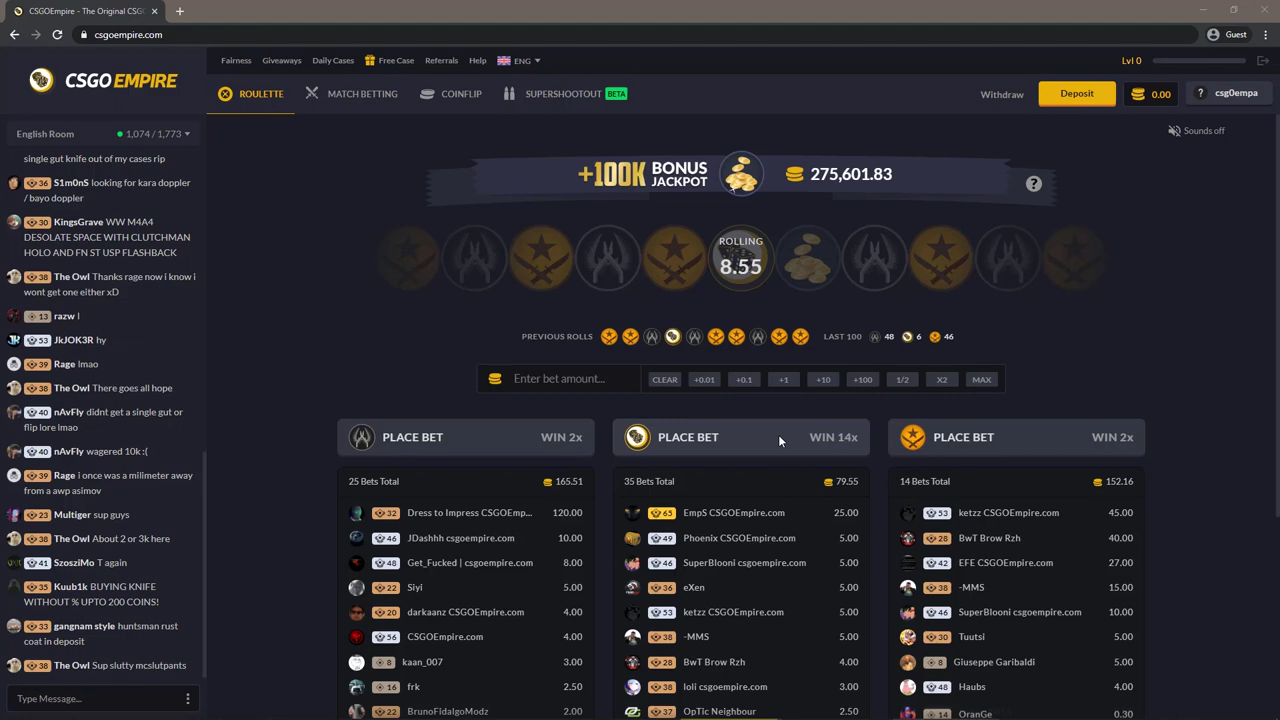 CSGOEmpire - The Original CSG
csgoempire.com
Guest
CSGOEMPIRE
Fairness Giveaways Daily Cases Free Case Referrals Help ENG
Lvl 0
ROULETTE MATCH BETTING COINFLIP SUPERSHOOTOUT BETA
Withdraw Deposit 0.00 ? csg0empa
English Room 1,074 / 1,773
single gut knife out of my cases rip
36 S1m0nS looking for kara doppler
/ bayo doppler
30 KingsGrave WW M4A4
DESOLATE SPACE WITH CLUTCHMAN
HOLO AND FN ST USP FLASHBACK
38 The Owl Thanks rage now i know i
wont get one either xD
13 razw I
53 JkJOK3R hy
39 Rage lmao
38 The Owl There goes all hope
40 nAvFly didnt get a single gut or
flip lore lmao
40 nAvFly wagered 10k :(
39 Rage i once was a milimeter away
from a awp asimov
23 Multiger sup guys
38 The Owl About 2 or 3k here
41 SzosziMo T again
35 Kuub1k BUYING KNIFE
WITHOUT % UPTO 200 COINS!
33 gangnam style huntsman rust
coat in deposit
38 The Owl Sup slutty mcslutpants
Type Message...
Sounds off
+100K BONUS
JACKPOT
275,601.83
?
ROLLING
8.55
PREVIOUS ROLLS LAST 100 48 6 46
Enter bet amount... CLEAR +0.01 +0.1 +1 +10 +100 1/2 X2 MAX
PLACE BET WIN 2x
25 Bets Total 165.51
32 Dress to Impress CSGOEmp... 120.00
46 JDashhh csgoempire.com 10.00
48 Get_Fucked | csgoempire.com 8.00
22 Siyi 5.00
20 darkaanz CSGOEmpire.com 4.00
56 CSGOEmpire.com 4.00
8 kaan_007 3.00
16 frk 2.50
22 BrunoFidalgoModz 2.00
PLACE BET WIN 14x
35 Bets Total 79.55
65 EmpS CSGOEmpire.com 25.00
49 Phoenix CSGOEmpire.com 5.00
46 SuperBlooni csgoempire.com 5.00
36 eXen 5.00
53 ketzz CSGOEmpire.com 5.00
38 -MMS 5.00
28 BwT Brow Rzh 4.00
38 loli csgoempire.com 3.00
37 OpTic Neighbour 2.50
PLACE BET WIN 2x
14 Bets Total 152.16
53 ketzz CSGOEmpire.com 45.00
28 BwT Brow Rzh 40.00
42 EFE CSGOEmpire.com 27.00
38 -MMS 15.00
46 SuperBlooni csgoempire.com 10.00
30 Tuutsi 5.00
8 Giuseppe Garibaldi 5.00
48 Haubs 4.00
14 OranGe 0.30